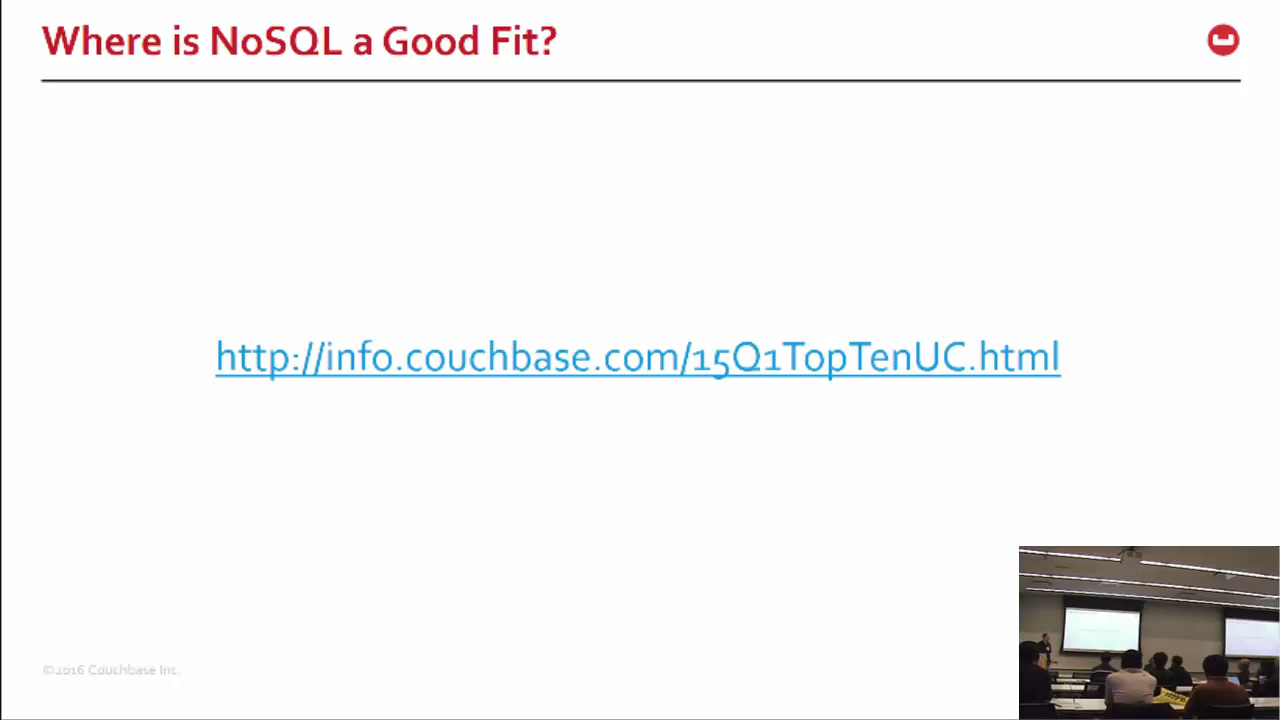 Where is NoSQL a Good Fit?
http://info.couchbase.com/15Q1TopTenUC.html
©2016 Couchbase Inc.